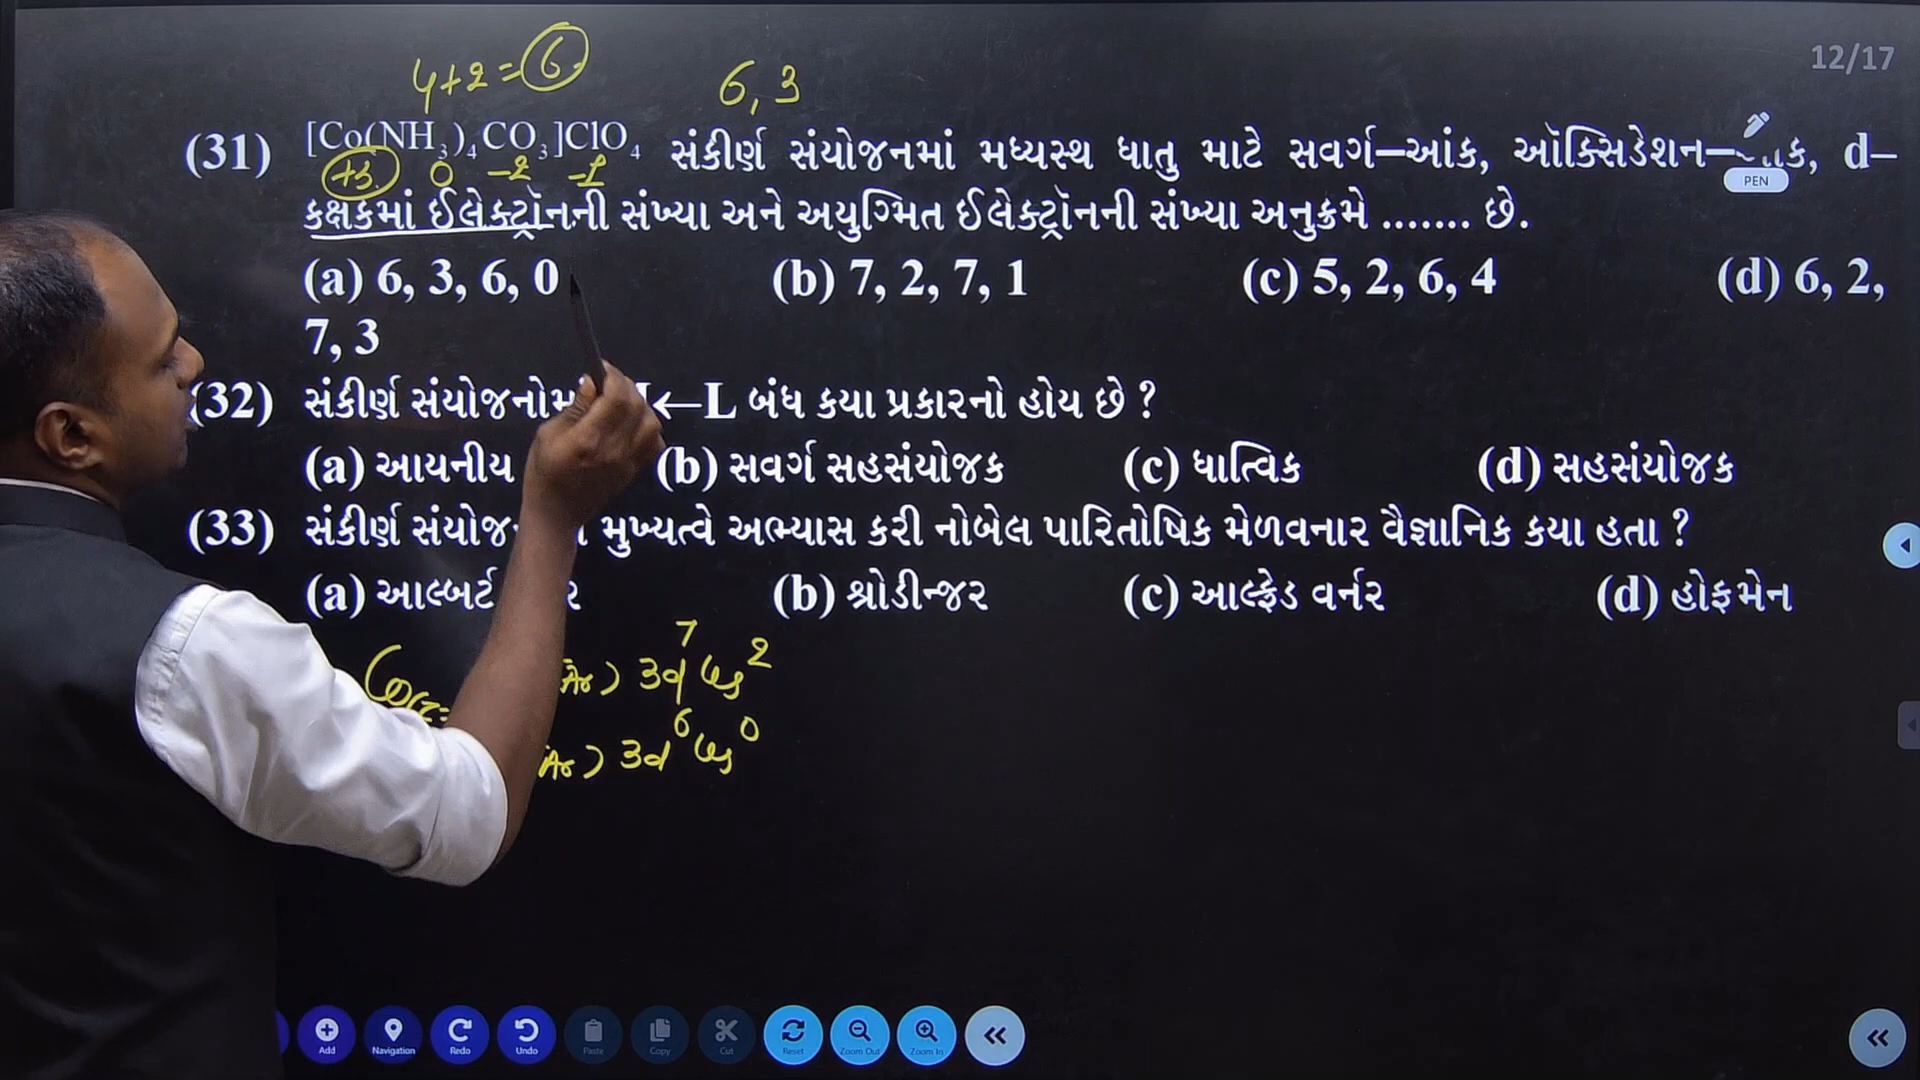 4+2=6
6, 3
12/17
(31) [Co(NH3)4CO3]ClO4 સંકીર્ણ સંયોજનમાં મધ્યસ્થ ધાતુ માટે સવર્ગ–આંક, ઑક્સિડેશન– d–
+3 0 -2 -1
PEN
કક્ષકમાં ઈલેક્ટ્રૉનની સંખ્યા અને અયુગ્મિત ઈલેક્ટ્રૉનની સંખ્યા અનુક્રમે ....... છે.
(a) 6, 3, 6, 0 (b) 7, 2, 7, 1 (c) 5, 2, 6, 4 (d) 6, 2,
7, 3
(32) ←L બંધ કયા પ્રકારનો હોય છે ?
(a) આયનીય (b) સવર્ગ સહસંયોજક (c) ધાત્વિક (d) સહસંયોજક
(33) સંકીર્ણ મુખ્યત્વે અભ્યાસ કરી નોબેલ પારિતોષિક મેળવનાર વૈજ્ઞાનિક કયા હતા ?
(a) આલ્બર્ટ (b) શ્રોડીન્જર (c) આલ્ફ્રેડ વર્નર (d) હોફમેન
Ar) 3d7 4s2
Ar) 3d6 4s0
Add Navigation Redo Undo Paste Copy Cut Reset Zoom Out Zoom In